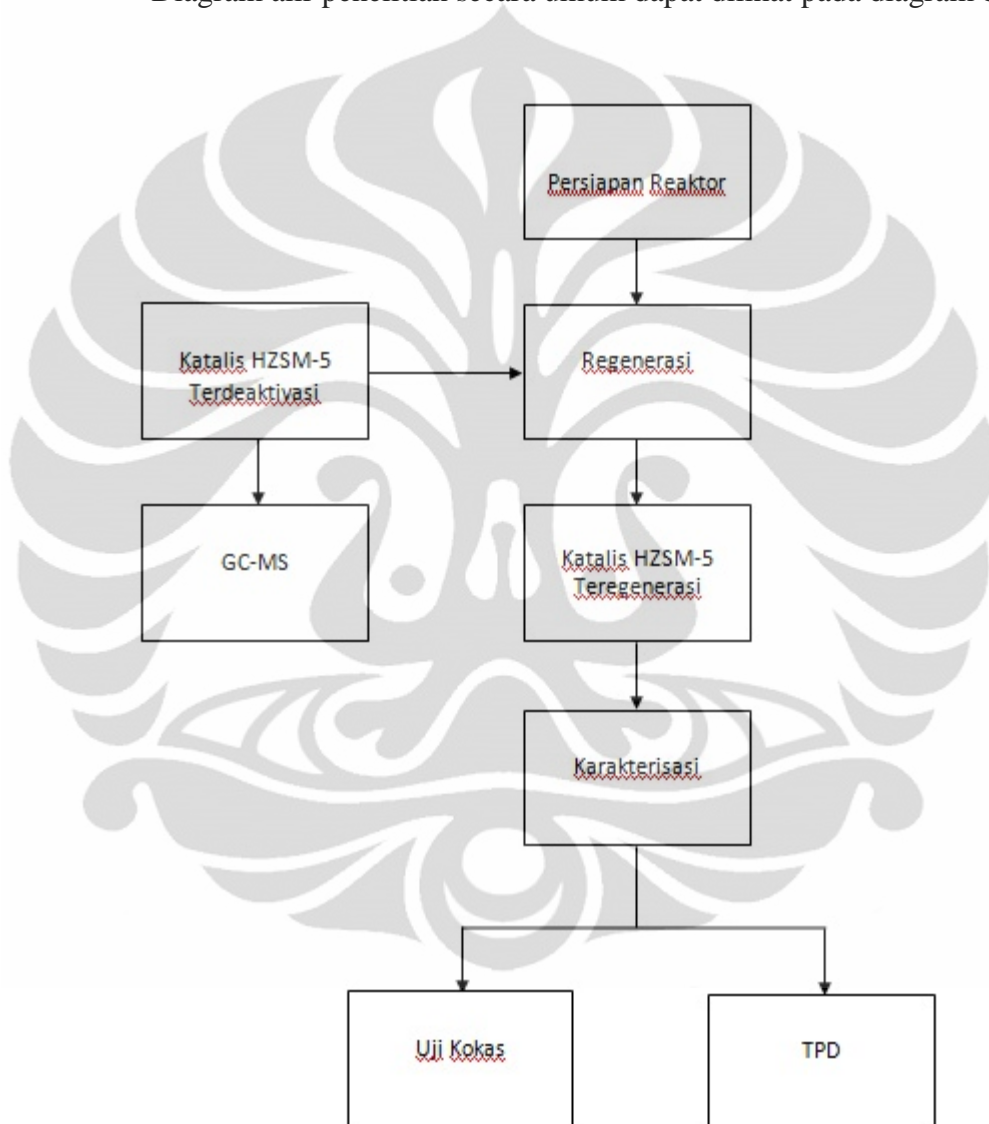 Diagram alir penelitian secara umum dapat dilihat pada diagram
Persiapan Reaktor
Katalis HZSM-5
Terdeaktivasi
Regenerasi
GC-MS
Katalis HZSM-5
Teregenerasi
Karakterisasi
Uji Kokas
TPD